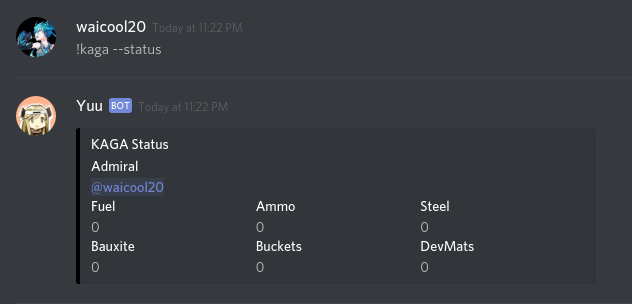 waicool20 Today at 11:22 PM
!kaga --status
Yuu BOT Today at 11:22 PM
KAGA Status
Admiral
@waicool20
Fuel Ammo Steel
0 0 0
Bauxite Buckets DevMats
0 0 0